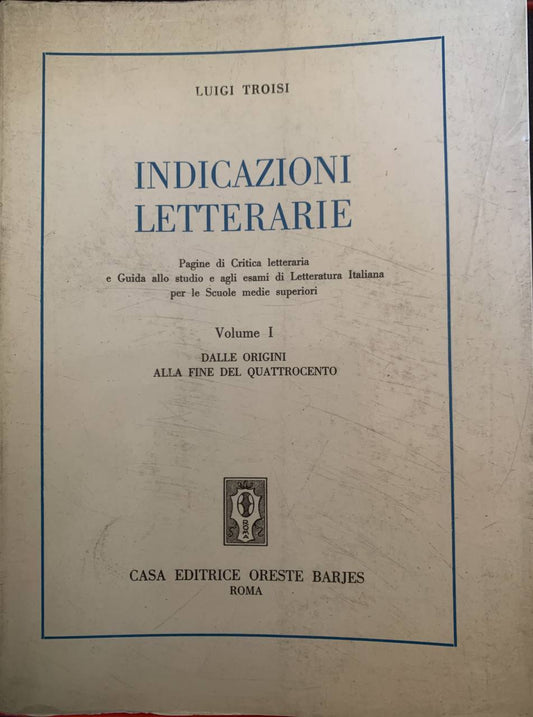 LUIGI TROISI
INDICAZIONI
LETTERARIE
Pagine di Critica letteraria
e Guida allo studio e agli esami di Letteratura Italiana
per le Scuole medie superiori
Volume I
DALLE ORIGINI
ALLA FINE DEL QUATTROCENTO
ROMA
CASA EDITRICE ORESTE BARJES
ROMA